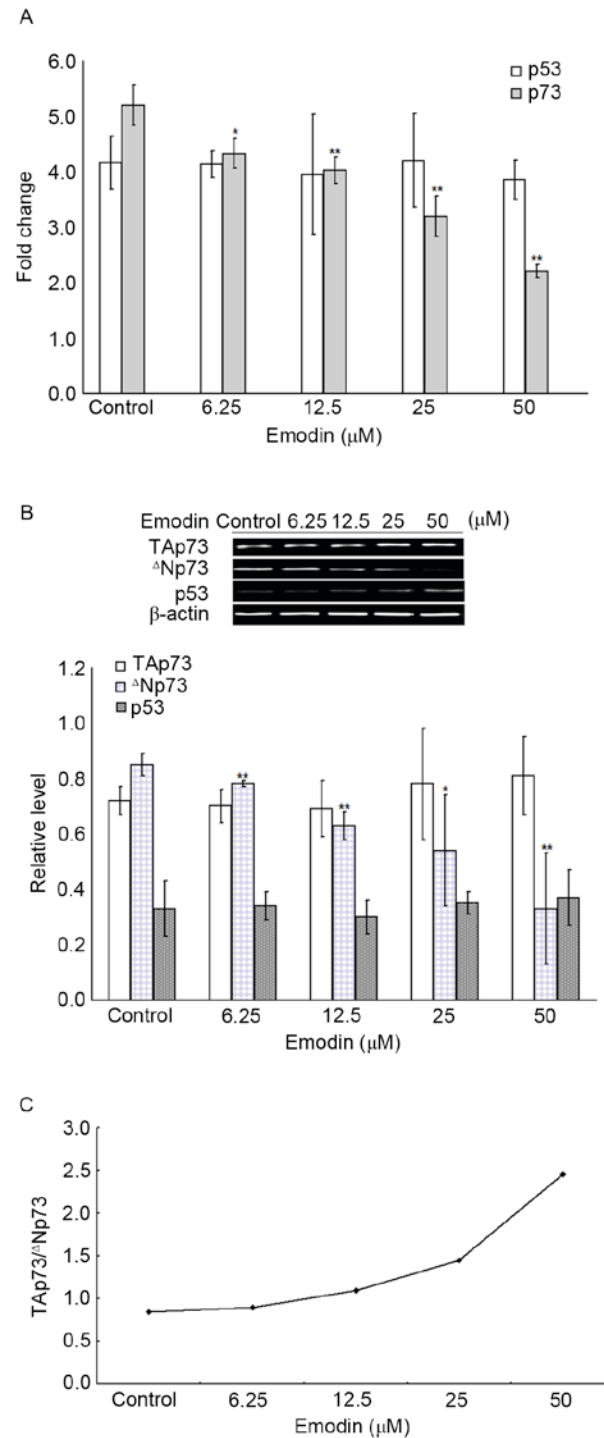 A
6.0
5.0
4.0
3.0
2.0
1.0
0.0
Fold change
p53
p73
*
**
**
**
Control 6.25 12.5 25 50
Emodin (μM)
B
Emodin Control 6.25 12.5 25 50 (μM)
TAp73
ΔNp73
p53
β-actin
1.2
1.0
0.8
0.6
0.4
0.2
0.0
Relative level
TAp73
ΔNp73
p53
**
**
*
**
Control 6.25 12.5 25 50
Emodin (μM)
C
3.0
2.5
2.0
1.5
1.0
0.5
0.0
TAp73/ΔNp73
Control 6.25 12.5 25 50
Emodin (μM)